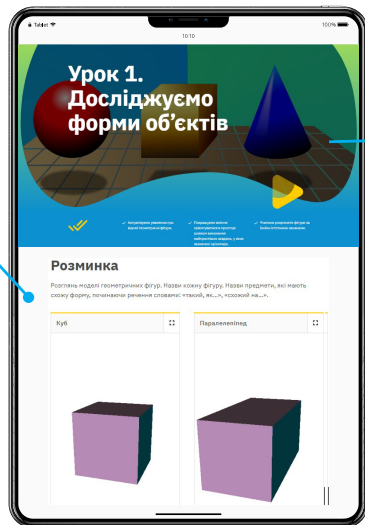 Tablet
100%
10:10
Урок 1.
Досліджуємо
форми об’єктів
Розминка
Розглянь моделі геометричних фігур. Назви кожну фігуру. Назви предмети, які мають
схожу форму, починаючи речення словами: «такий, як...», «схожий на...».
Куб
Паралелепіпед